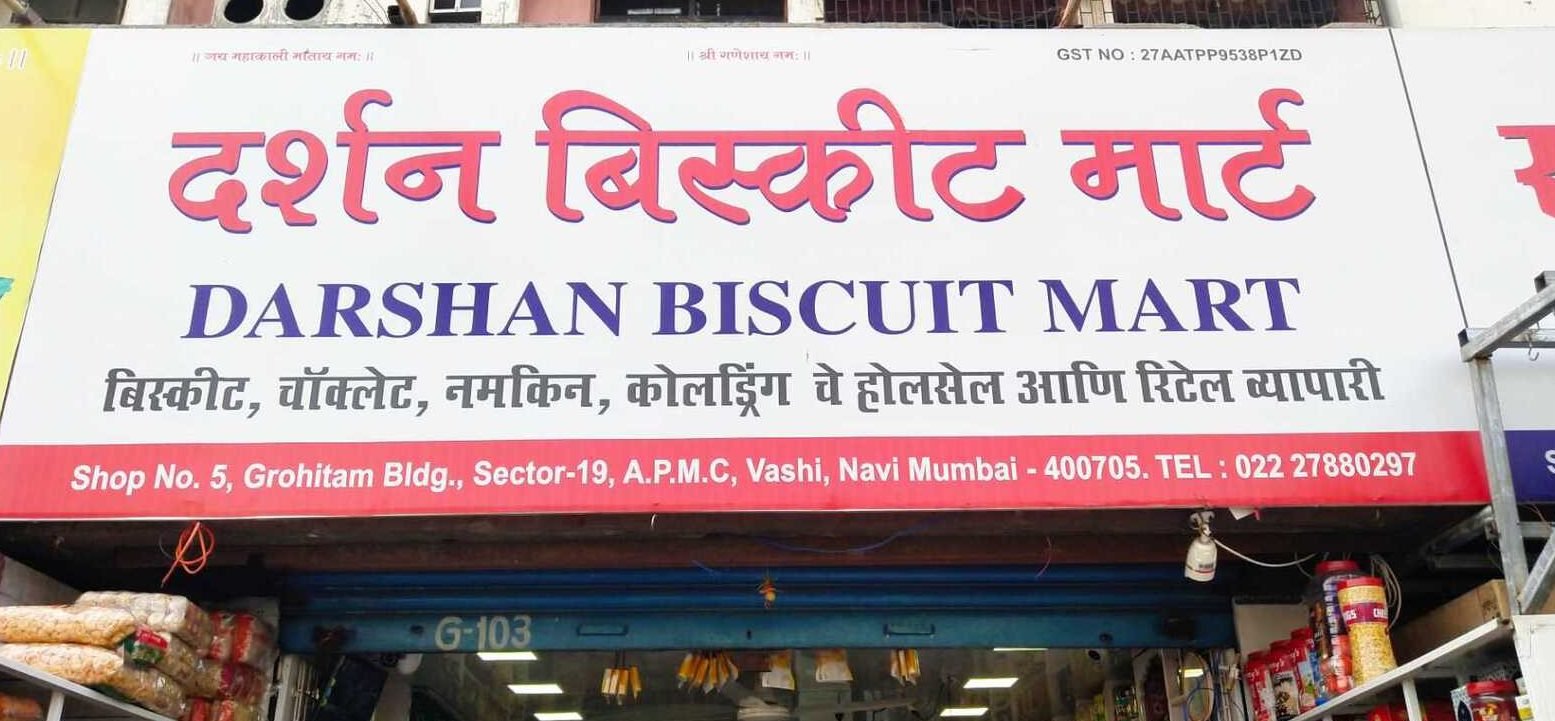 ॥ जय महाकाली माताय नमः ॥ ॥ श्री गणेशाय नमः ॥ GST NO : 27AATPP9538P1ZD
दर्शन बिस्कीट मार्ट
DARSHAN BISCUIT MART
बिस्कीट, चॉक्लेट, नमकिन, कोलड्रिंग चे होलसेल आणि रिटेल व्यापारी
Shop No. 5, Grohitam Bldg., Sector-19, A.P.M.C, Vashi, Navi Mumbai - 400705. TEL : 022 27880297
G-103